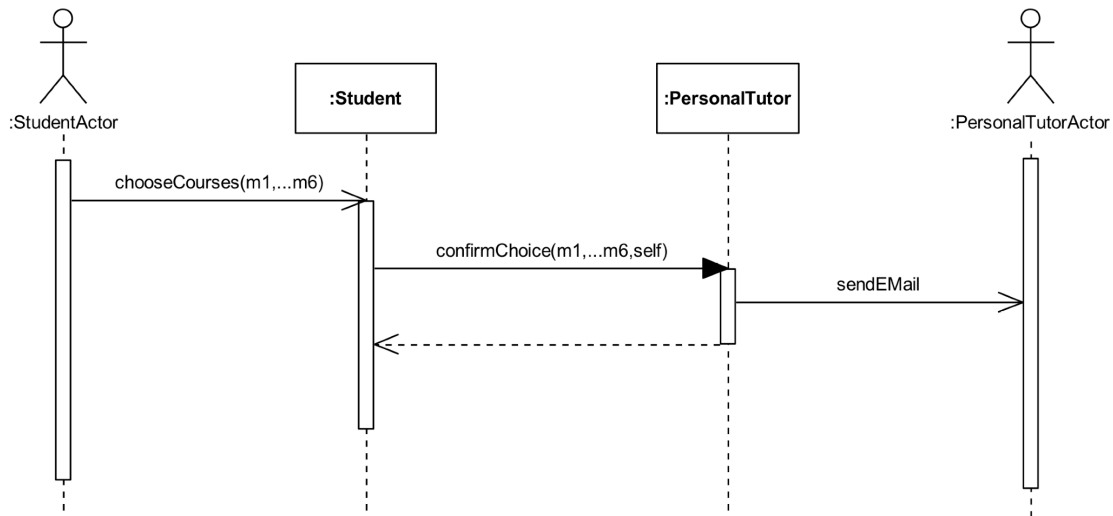 :StudentActor
:Student
:PersonalTutor
:PersonalTutorActor
chooseCourses(m1,...m6)
confirmChoice(m1,...m6,self)
sendEMail